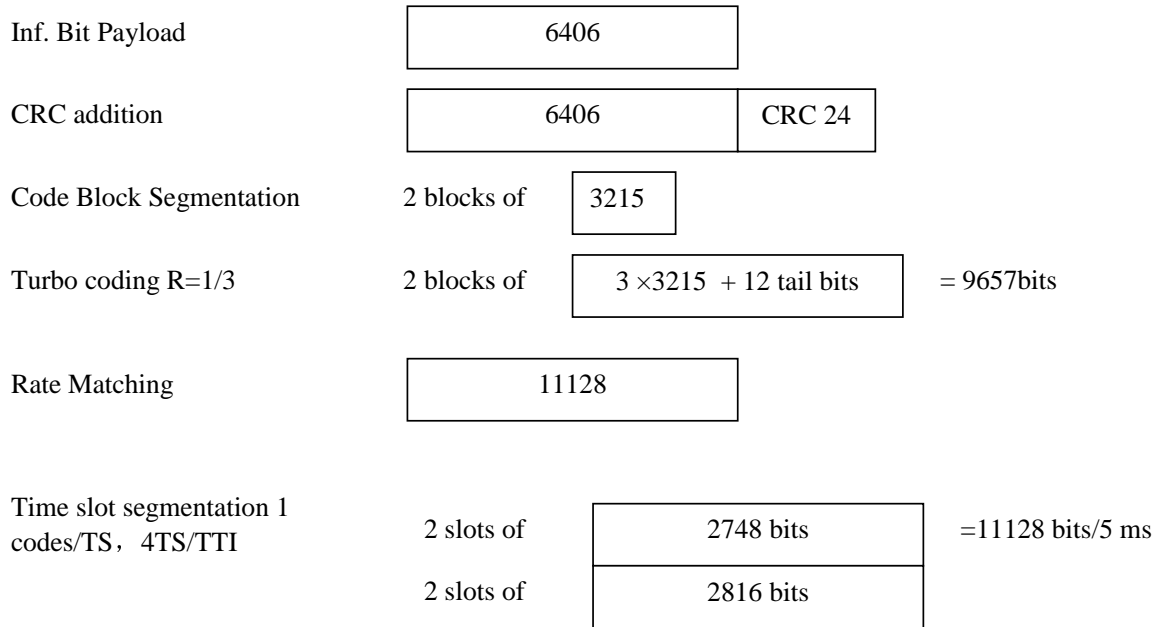 Inf. Bit Payload 6406
CRC addition 6406 CRC 24
Code Block Segmentation 2 blocks of 3215
Turbo coding R=1/3 2 blocks of 3 ×3215 + 12 tail bits = 9657bits
Rate Matching 11128
Time slot segmentation 1
codes/TS，4TS/TTI
2 slots of 2748 bits =11128 bits/5 ms
2 slots of 2816 bits